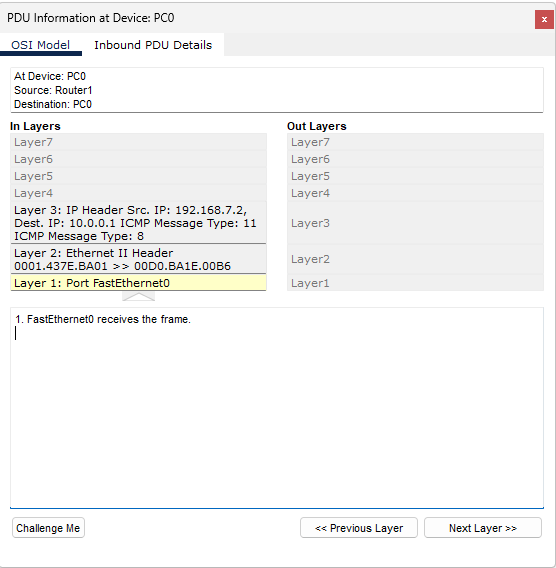 PDU Information at Device: PC0
x
OSI Model
Inbound PDU Details
At Device: PC0
Source: Router1
Destination: PC0
In Layers
Layer7
Layer6
Layer5
Layer4
Layer 3: IP Header Src. IP: 192.168.7.2,
Dest. IP: 10.0.0.1 ICMP Message Type: 11
ICMP Message Type: 8
Layer 2: Ethernet II Header
0001.437E.BA01 >> 00D0.BA1E.00B6
Layer 1: Port FastEthernet0
Out Layers
Layer7
Layer6
Layer5
Layer4
Layer3
Layer2
Layer1
1. FastEthernet0 receives the frame.
Challenge Me
<< Previous Layer
Next Layer >>